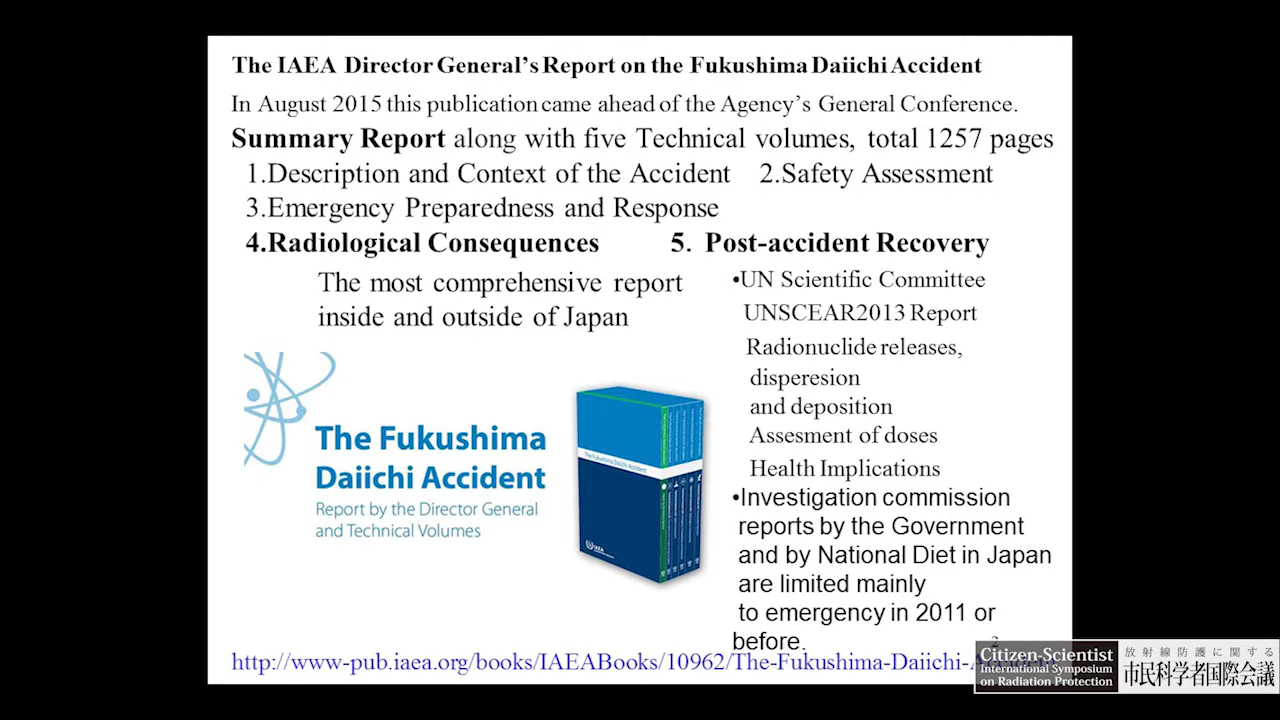 The IAEA Director General's Report on the Fukushima Daiichi Accident
In August 2015 this publication came ahead of the Agency's General Conference.
Summary Report along with five Technical volumes, total 1257 pages
1.Description and Context of the Accident 2.Safety Assessment
3.Emergency Preparedness and Response
4.Radiological Consequences 5. Post-accident Recovery
The most comprehensive report
inside and outside of Japan
•UN Scientific Committee
UNSCEAR2013 Report
Radionuclide releases,
disperesion
and deposition
Assesment of doses
Health Implications
•Investigation commission
reports by the Government
and by National Diet in Japan
are limited mainly
to emergency in 2011 or
before.
The Fukushima
Daiichi Accident
Report by the Director General
and Technical Volumes
The Fukushima Daiichi Accident
IAEA
http://www-pub.iaea.org/books/IAEABooks/10962/The-Fukushima-Daiichi-
Citizen-Scientist
International Symposium
on Radiation Protection
放射線防護に関する
市民科学者国際会議